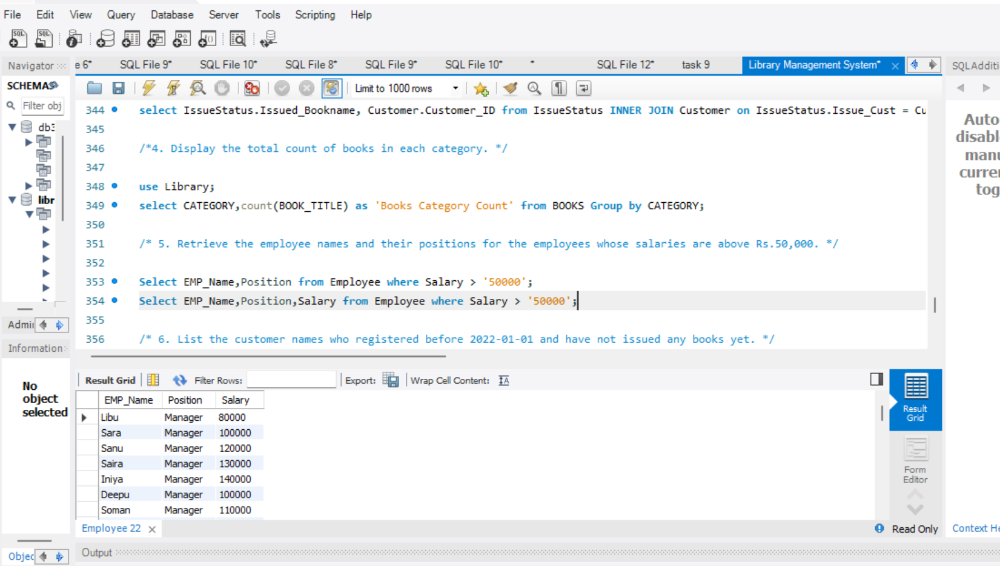 File Edit View Query Database Server Tools Scripting Help
Navigator e 6* SQL File 9* SQL File 10* SQL File 8* SQL File 9* SQL File 10* * SQL File 12* task 9 Library Management System* SQLAdditi
SCHEMAS
Limit to 1000 rows
Filter obj
db3
libr
344 select IssueStatus.Issued_Bookname, Customer.Customer_ID from IssueStatus INNER JOIN Customer on IssueStatus.Issue_Cust = Cu
345
346 /*4. Display the total count of books in each category. */
347
348 use Library;
349 select CATEGORY,count(BOOK_TITLE) as 'Books Category Count' from BOOKS Group by CATEGORY;
350
351 /* 5. Retrieve the employee names and their positions for the employees whose salaries are above Rs.50,000. */
352
353 Select EMP_Name,Position from Employee where Salary > '50000';
354 Select EMP_Name,Position,Salary from Employee where Salary > '50000';
355
356 /* 6. List the customer names who registered before 2022-01-01 and have not issued any books yet. */
Auto
disabl
manu
curren
tog
Admi
Information
No
object
selected
Result Grid Filter Rows: Export: Wrap Cell Content:
EMP_Name Position Salary
Libu Manager 80000
Sara Manager 100000
Sanu Manager 120000
Saira Manager 130000
Iniya Manager 140000
Deepu Manager 100000
Soman Manager 110000
Result
Grid
Form
Editor
Employee 22 Read Only Context He
Objec
Output